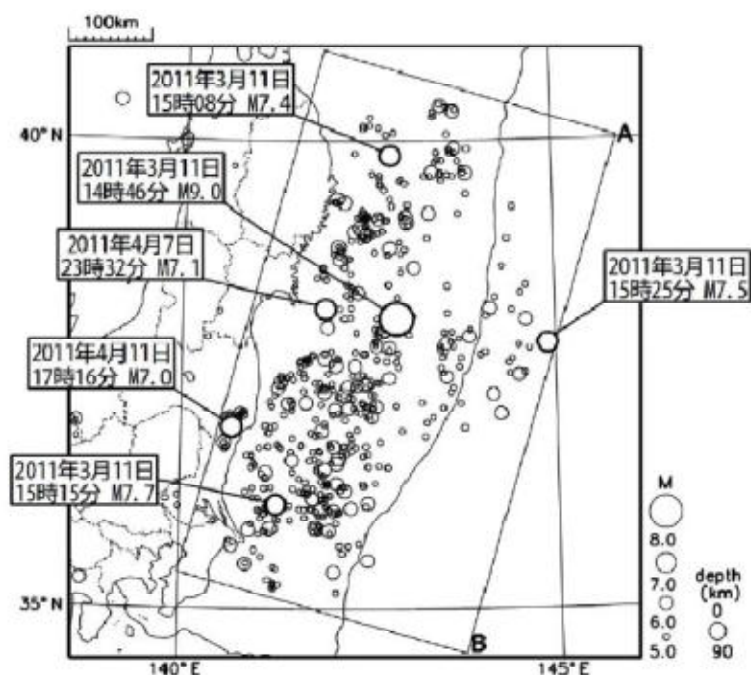 100km
2011年3月11日
15時08分 M7.4
40°N
A
2011年3月11日
14時46分 M9.0
2011年4月7日
23時32分 M7.1
2011年3月11日
15時25分 M7.5
2011年4月11日
17時16分 M7.0
2011年3月11日
15時15分 M7.7
M
8.0
7.0
6.0
5.0
depth
(km)
0
90
35°N
B
140°E
145°E